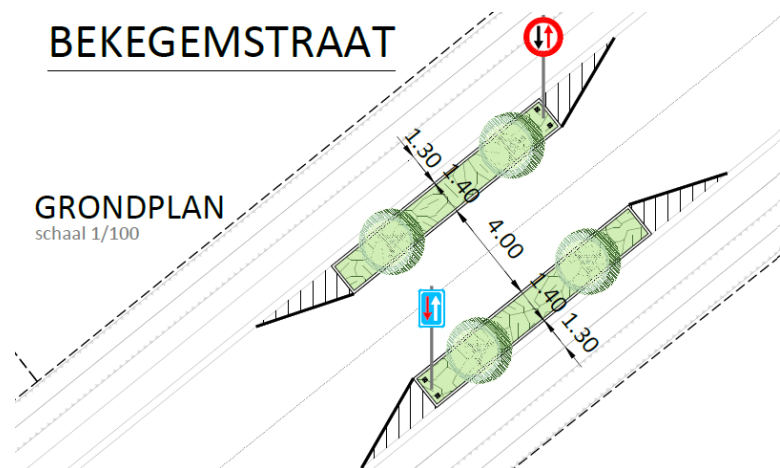 BEKEGEMSTRAAT
1.30
1.40
GRONDPLAN
schaal 1/100
4.00
1.40
1.30